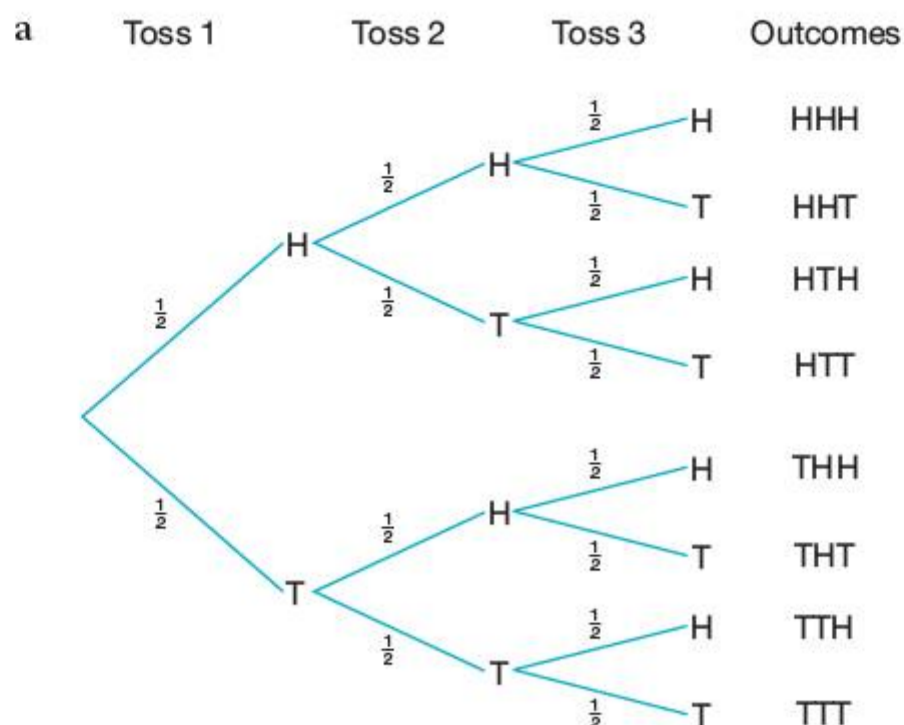 a Toss 1 Toss 2 Toss 3 Outcomes
½ H HHH
½ H
½ T HHT
H
½ H HTH
½ ½ T
½ T HTT
½ H THH
½ ½ H
½ T THT
T
½ H TTH
½ T
½ T TTT